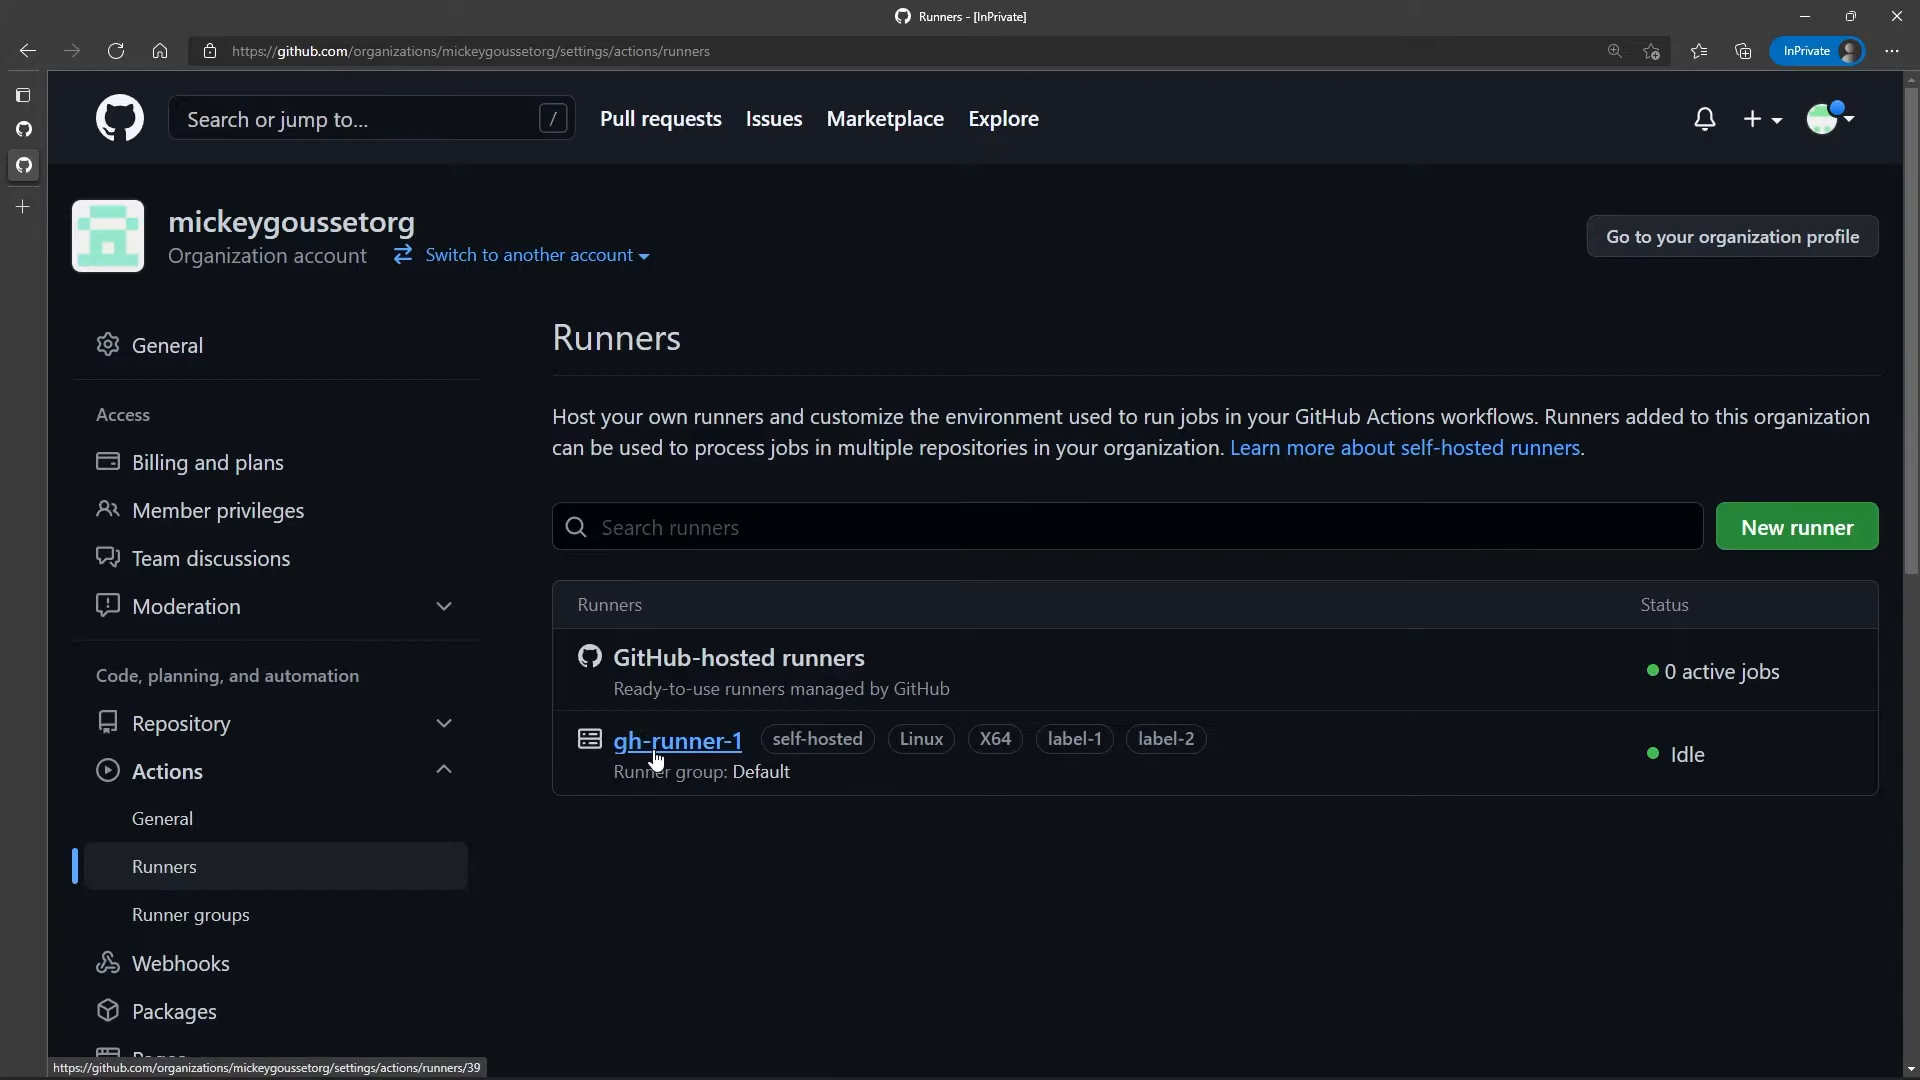 Runners - [InPrivate]
https://github.com/organizations/mickeygoussetorg/settings/actions/runners
InPrivate
Search or jump to...
/
Pull requests
Issues
Marketplace
Explore
mickeygoussetorg
Organization account
Switch to another account
Go to your organization profile
General
Access
Billing and plans
Member privileges
Team discussions
Moderation
Code, planning, and automation
Repository
Actions
General
Runners
Runner groups
Webhooks
Packages
Runners
Host your own runners and customize the environment used to run jobs in your GitHub Actions workflows. Runners added to this organization
can be used to process jobs in multiple repositories in your organization. Learn more about self-hosted runners.
Search runners
New runner
Runners
Status
GitHub-hosted runners
Ready-to-use runners managed by GitHub
0 active jobs
gh-runner-1
self-hosted
Linux
X64
label-1
label-2
Runner group: Default
Idle
https://github.com/organizations/mickeygoussetorg/settings/actions/runners/39